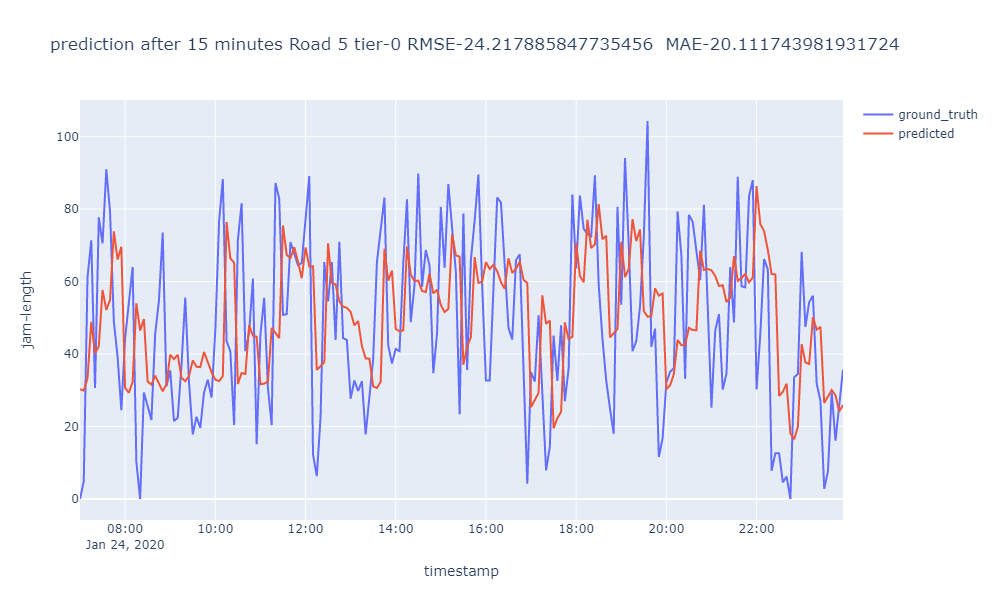 prediction after 15 minutes Road 5 tier-0 RMSE-24.217885847735456  MAE-20.111743981931724
ground_truth
predicted
jam-length
100
80
60
40
20
0
08:00 10:00 12:00 14:00 16:00 18:00 20:00 22:00
Jan 24, 2020
timestamp